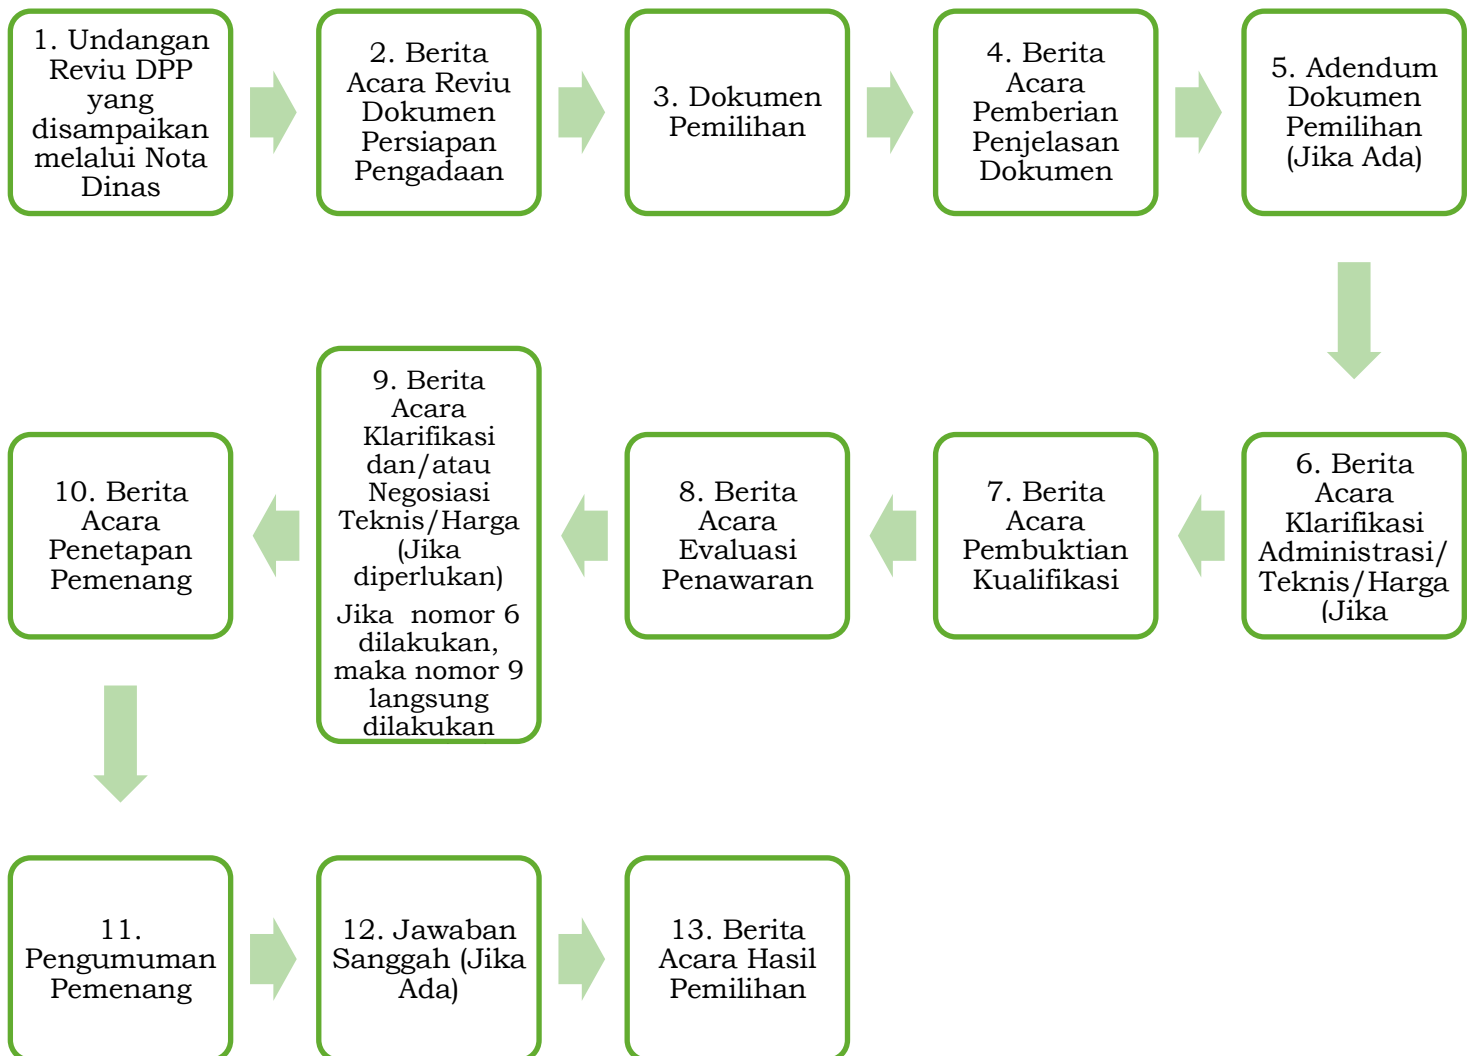 1. Undangan
Reviu DPP
yang
disampaikan
melalui Nota
Dinas
2. Berita
Acara Reviu
Dokumen
Persiapan
Pengadaan
3. Dokumen
Pemilihan
4. Berita
Acara
Pemberian
Penjelasan
Dokumen
5. Adendum
Dokumen
Pemilihan
(Jika Ada)
6. Berita
Acara
Klarifikasi
Administrasi/
Teknis/Harga
(Jika
7. Berita
Acara
Pembuktian
Kualifikasi
8. Berita
Acara
Evaluasi
Penawaran
9. Berita
Acara
Klarifikasi
dan/atau
Negosiasi
Teknis/Harga
(Jika
diperlukan)
Jika nomor 6
dilakukan,
maka nomor 9
langsung
dilakukan
10. Berita
Acara
Penetapan
Pemenang
11.
Pengumuman
Pemenang
12. Jawaban
Sanggah (Jika
Ada)
13. Berita
Acara Hasil
Pemilihan